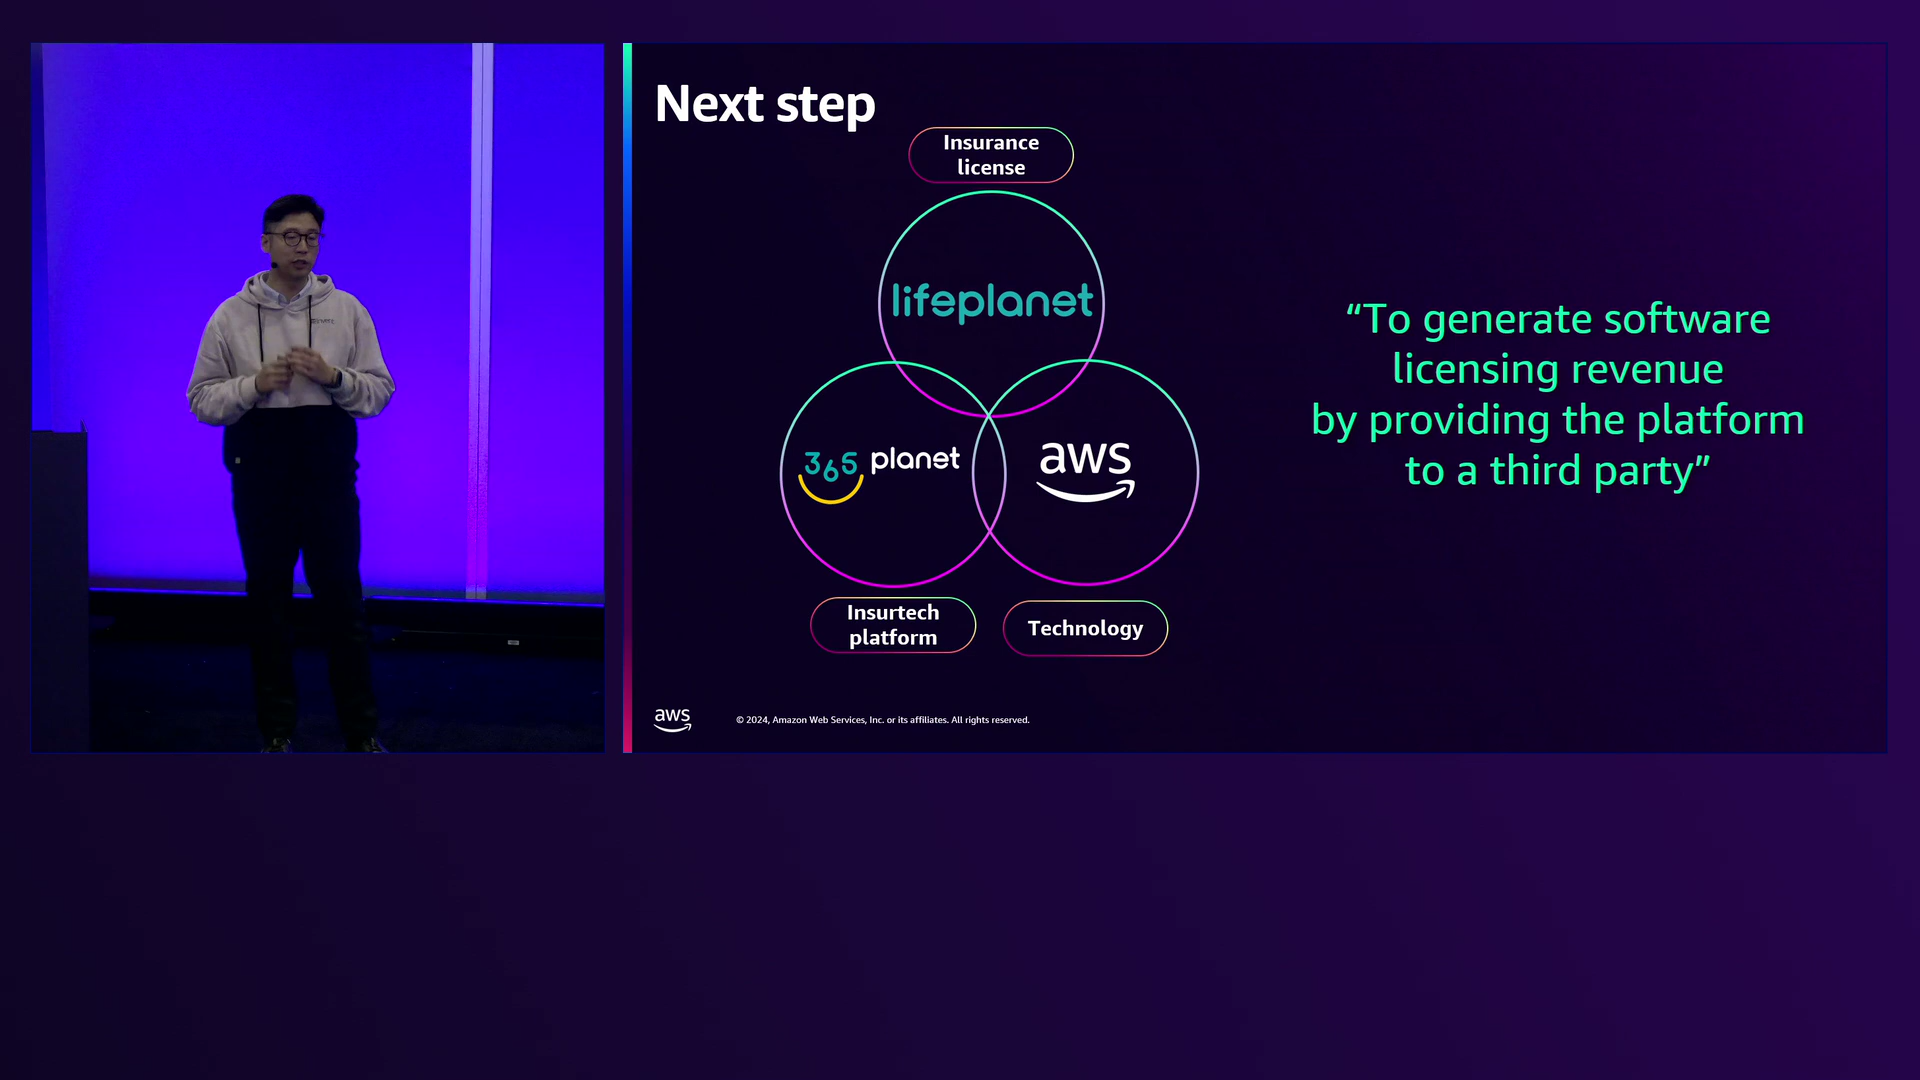 Next step
Insurance
license
lifeplanet
365 planet
aws
Insurtech
platform
Technology
“To generate software
licensing revenue
by providing the platform
to a third party”
aws
© 2024, Amazon Web Services, Inc. or its affiliates. All rights reserved.